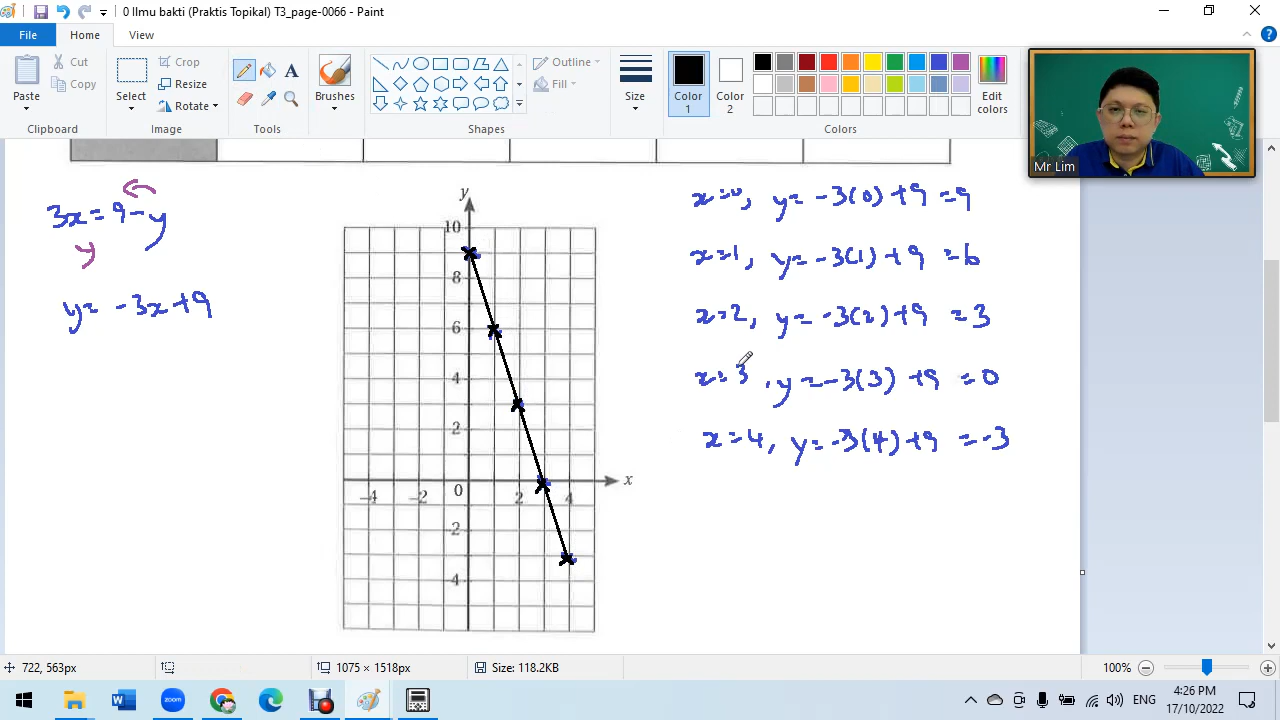 0 Ilmu bakti (Praktis Topikal) T3_page-0066 - Paint
File Home View
Paste
Cut
Copy
Clipboard
Select
Crop
Resize
Rotate
Image
Tools
Brushes
Shapes
Outline
Fill
Size
Color 1
Color 2
Colors
Edit colors
Mr Lim
3x = 9 - y
y
y = -3x + 9
y
10
8
6
4
2
0
-4 -2 2 4 x
-2
-4
x=0, y = -3(0) + 9 = 9
x=1, y = -3(1) + 9 = 6
x=2, y = -3(2) + 9 = 3
x=3, y = -3(3) + 9 = 0
x=4, y = -3(4) + 9 = -3
722, 563px
1075 × 1518px
Size: 118.2KB
100%
W
zoom
ENG
4:26 PM
17/10/2022